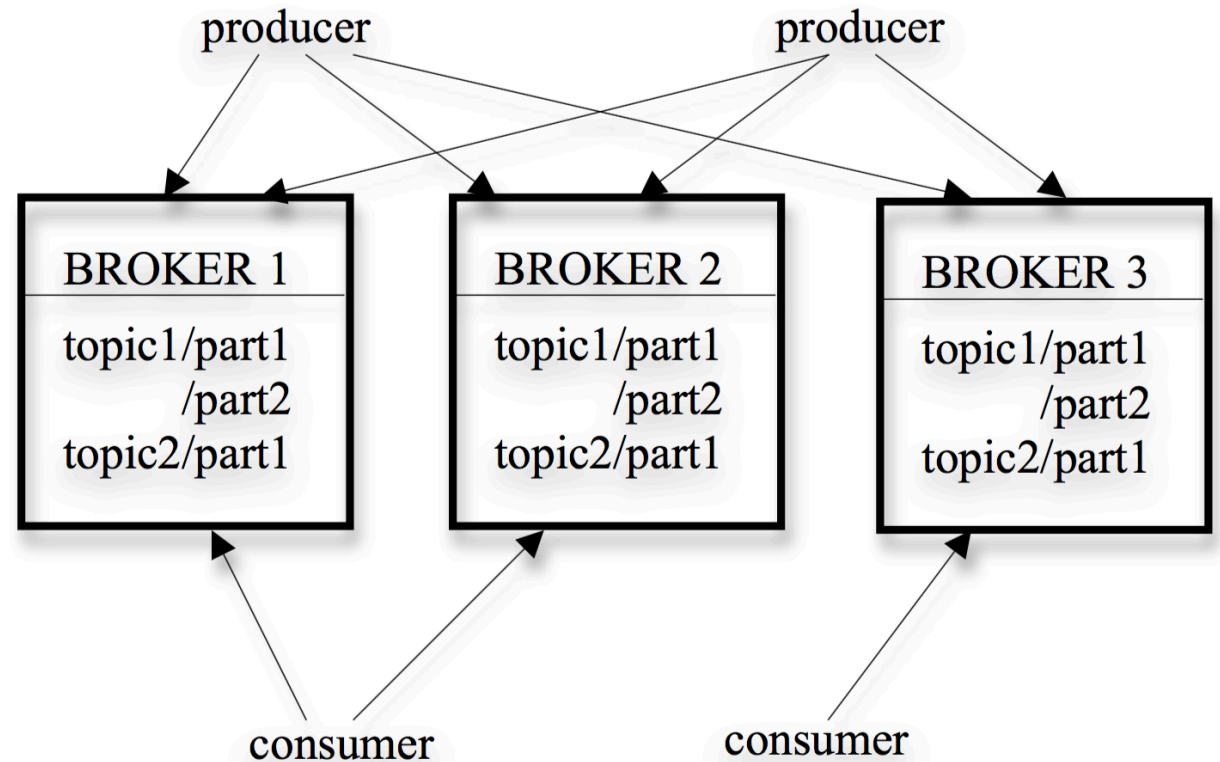 producer
producer
BROKER 1
topic1/part1
/part2
topic2/part1
BROKER 2
topic1/part1
/part2
topic2/part1
BROKER 3
topic1/part1
/part2
topic2/part1
consumer
consumer